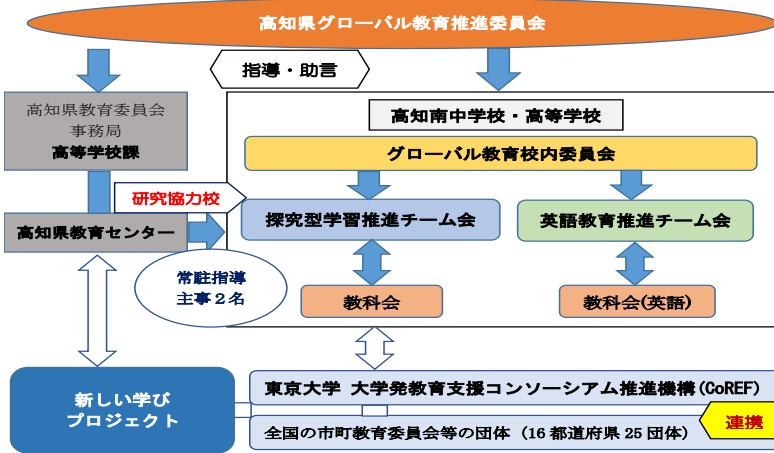 高知県グローバル教育推進委員会
指導・助言
高知県教育委員会
事務局
高等学校課
高知南中学校・高等学校
グローバル教育校内委員会
研究協力校
探究型学習推進チーム会
英語教育推進チーム会
高知県教育センター
常駐指導
主事２名
教科会
教科会(英語)
新しい学び
プロジェクト
東京大学 大学発教育支援コンソーシアム推進機構(CoREF)
全国の市町教育委員会等の団体（16 都道府県 25 団体）
連携